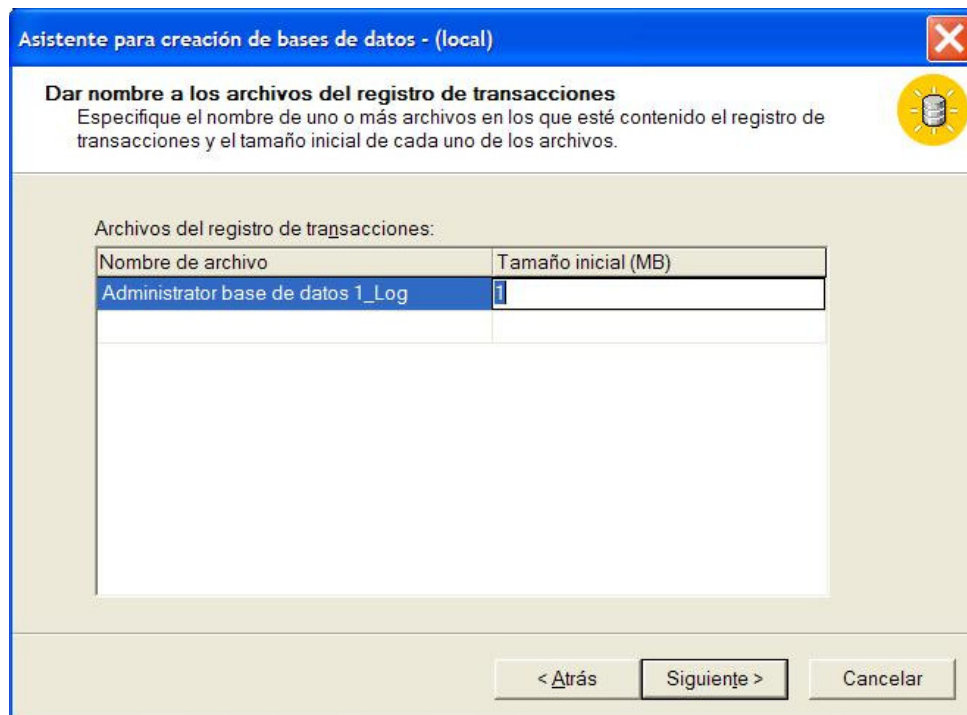 Asistente para creación de bases de datos - (local)
Dar nombre a los archivos del registro de transacciones
Especifique el nombre de uno o más archivos en los que esté contenido el registro de
transacciones y el tamaño inicial de cada uno de los archivos.
Archivos del registro de transacciones:
Nombre de archivo Tamaño inicial (MB)
Administrator base de datos 1_Log 1
< Atrás Siguiente > Cancelar